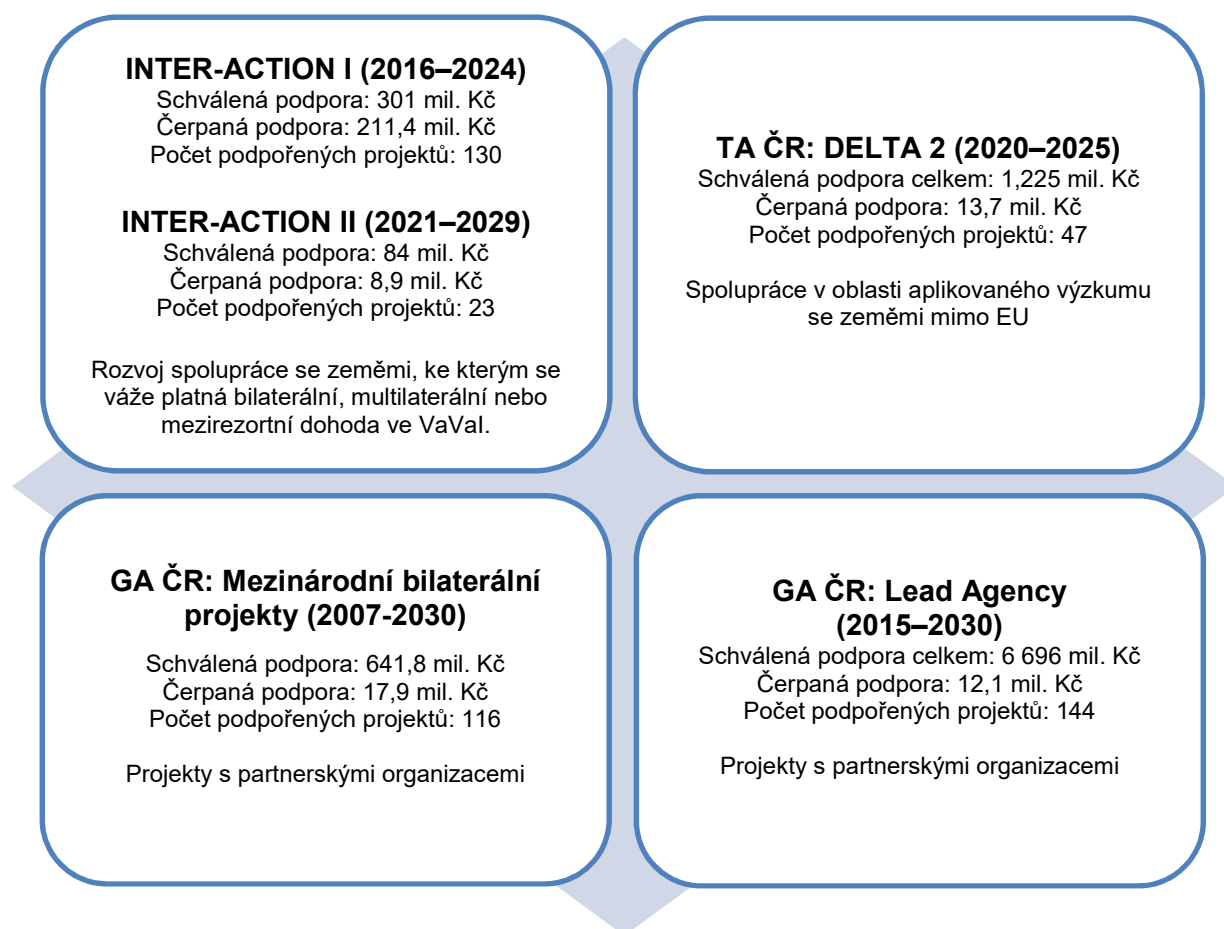 INTER-ACTION I (2016–2024)
Schválená podpora: 301 mil. Kč
Čerpaná podpora: 211,4 mil. Kč
Počet podpořených projektů: 130
INTER-ACTION II (2021–2029)
Schválená podpora: 84 mil. Kč
Čerpaná podpora: 8,9 mil. Kč
Počet podpořených projektů: 23
Rozvoj spolupráce se zeměmi, ke kterým se
váže platná bilaterální, multilaterální nebo
mezirezortní dohoda ve VaVaI.
TA ČR: DELTA 2 (2020–2025)
Schválená podpora celkem: 1,225 mil. Kč
Čerpaná podpora: 13,7 mil. Kč
Počet podpořených projektů: 47
Spolupráce v oblasti aplikovaného výzkumu
se zeměmi mimo EU
GA ČR: Mezinárodní bilaterální
projekty (2007-2030)
Schválená podpora: 641,8 mil. Kč
Čerpaná podpora: 17,9 mil. Kč
Počet podpořených projektů: 116
Projekty s partnerskými organizacemi
GA ČR: Lead Agency
(2015–2030)
Schválená podpora celkem: 6 696 mil. Kč
Čerpaná podpora: 12,1 mil. Kč
Počet podpořených projektů: 144
Projekty s partnerskými organizacemi